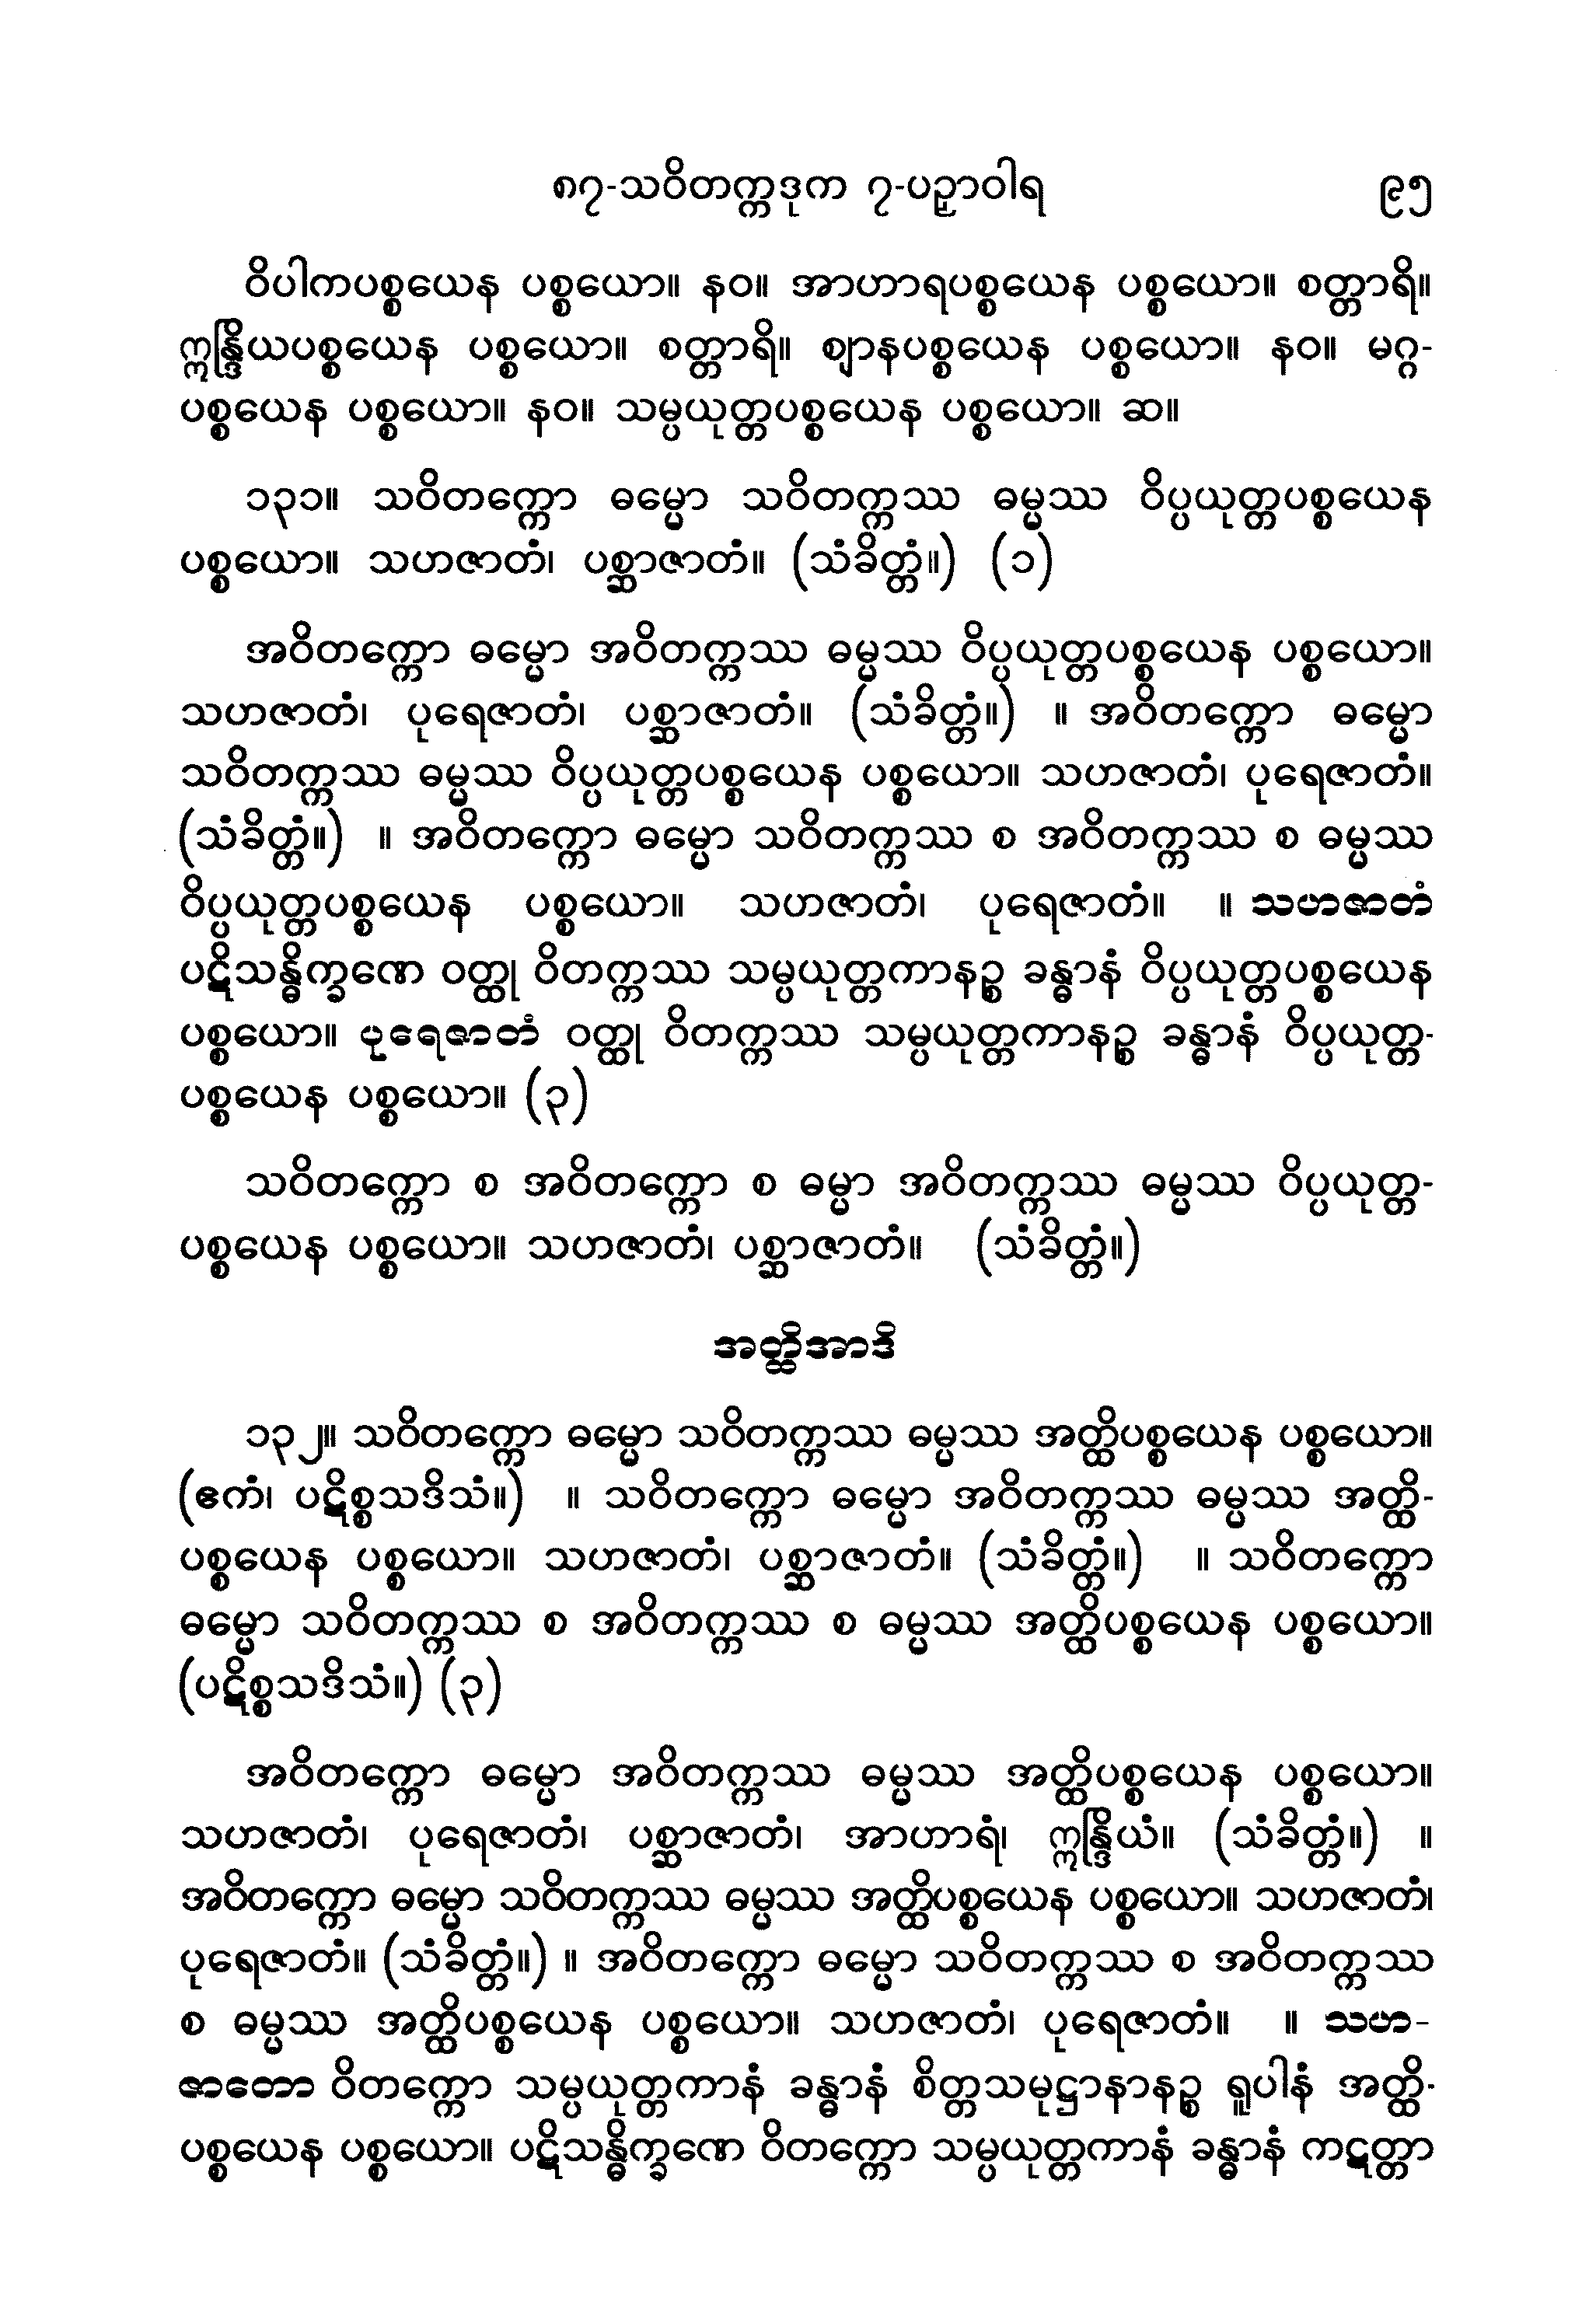 ၈၇-သဝိတက္ကဒုက ၇-ပဉှာဝါရ ၉၅
ဝိပါကပစ္စယေန ပစ္စယော။ နဝ။ အာဟာရပစ္စယေန ပစ္စယော။ စတ္တာရိ။
ဣန္ဒြိယပစ္စယေန ပစ္စယော။ စတ္တာရိ။ ဈာနပစ္စယေန ပစ္စယော။ နဝ။ မဂ္ဂ-
ပစ္စယေန ပစ္စယော။ နဝ။ သမ္ပယုတ္တပစ္စယေန ပစ္စယော။ ဆ။
၁၃၁။ သဝိတက္ကော ဓမ္မော သဝိတက္ကဿ ဓမ္မဿ ဝိပ္ပယုတ္တပစ္စယေန
ပစ္စယော။ သဟဇာတံ၊ ပစ္ဆာဇာတံ။ (သံခိတ္တံ။) (၁)
အဝိတက္ကော ဓမ္မော အဝိတက္ကဿ ဓမ္မဿ ဝိပ္ပယုတ္တပစ္စယေန ပစ္စယော။
သဟဇာတံ၊ ပုရေဇာတံ၊ ပစ္ဆာဇာတံ။ (သံခိတ္တံ။) ။ အဝိတက္ကော ဓမ္မော
သဝိတက္ကဿ ဓမ္မဿ ဝိပ္ပယုတ္တပစ္စယေန ပစ္စယော။ သဟဇာတံ၊ ပုရေဇာတံ။
(သံခိတ္တံ။) ။ အဝိတက္ကော ဓမ္မော သဝိတက္ကဿ စ အဝိတက္ကဿ စ ဓမ္မဿ
ဝိပ္ပယုတ္တပစ္စယေန ပစ္စယော။ သဟဇာတံ၊ ပုရေဇာတံ။ ။ သဟဇာတံ
ပဋိသန္ဓိက္ခဏေ ဝတ္ထု ဝိတက္ကဿ သမ္ပယုတ္တကာနဉ္စ ခန္ဓာနံ ဝိပ္ပယုတ္တပစ္စယေန
ပစ္စယော။ ပုရေဇာတံ ဝတ္ထု ဝိတက္ကဿ သမ္ပယုတ္တကာနဉ္စ ခန္ဓာနံ ဝိပ္ပယုတ္တ-
ပစ္စယေန ပစ္စယော။ (၃)
သဝိတက္ကော စ အဝိတက္ကော စ ဓမ္မာ အဝိတက္ကဿ ဓမ္မဿ ဝိပ္ပယုတ္တ-
ပစ္စယေန ပစ္စယော။ သဟဇာတံ၊ ပစ္ဆာဇာတံ။ (သံခိတ္တံ။)
အတ္ထိအာဒိ
၁၃၂။ သဝိတက္ကော ဓမ္မော သဝိတက္ကဿ ဓမ္မဿ အတ္ထိပစ္စယေန ပစ္စယော။
(ဧကံ၊ ပဋိစ္စသဒိသံ။) ။ သဝိတက္ကော ဓမ္မော အဝိတက္ကဿ ဓမ္မဿ အတ္ထိ-
ပစ္စယေန ပစ္စယော။ သဟဇာတံ၊ ပစ္ဆာဇာတံ။ (သံခိတ္တံ။) ။ သဝိတက္ကော
ဓမ္မော သဝိတက္ကဿ စ အဝိတက္ကဿ စ ဓမ္မဿ အတ္ထိပစ္စယေန ပစ္စယော။
(ပဋိစ္စသဒိသံ။) (၃)
အဝိတက္ကော ဓမ္မော အဝိတက္ကဿ ဓမ္မဿ အတ္ထိပစ္စယေန ပစ္စယော။
သဟဇာတံ၊ ပုရေဇာတံ၊ ပစ္ဆာဇာတံ၊ အာဟာရံ၊ ဣန္ဒြိယံ။ (သံခိတ္တံ။) ။
အဝိတက္ကော ဓမ္မော သဝိတက္ကဿ ဓမ္မဿ အတ္ထိပစ္စယေန ပစ္စယော။ သဟဇာတံ၊
ပုရေဇာတံ။ (သံခိတ္တံ။) ။ အဝိတက္ကော ဓမ္မော သဝိတက္ကဿ စ အဝိတက္ကဿ
စ ဓမ္မဿ အတ္ထိပစ္စယေန ပစ္စယော။ သဟဇာတံ၊ ပုရေဇာတံ။ ။ သဟ-
ဇာတော ဝိတက္ကော သမ္ပယုတ္တကာနံ ခန္ဓာနံ စိတ္တသမုဋ္ဌာနာနဉ္စ ရူပါနံ အတ္ထိ-
ပစ္စယေန ပစ္စယော။ ပဋိသန္ဓိက္ခဏေ ဝိတက္ကော သမ္ပယုတ္တကာနံ ခန္ဓာနံ ကဋတ္တာ